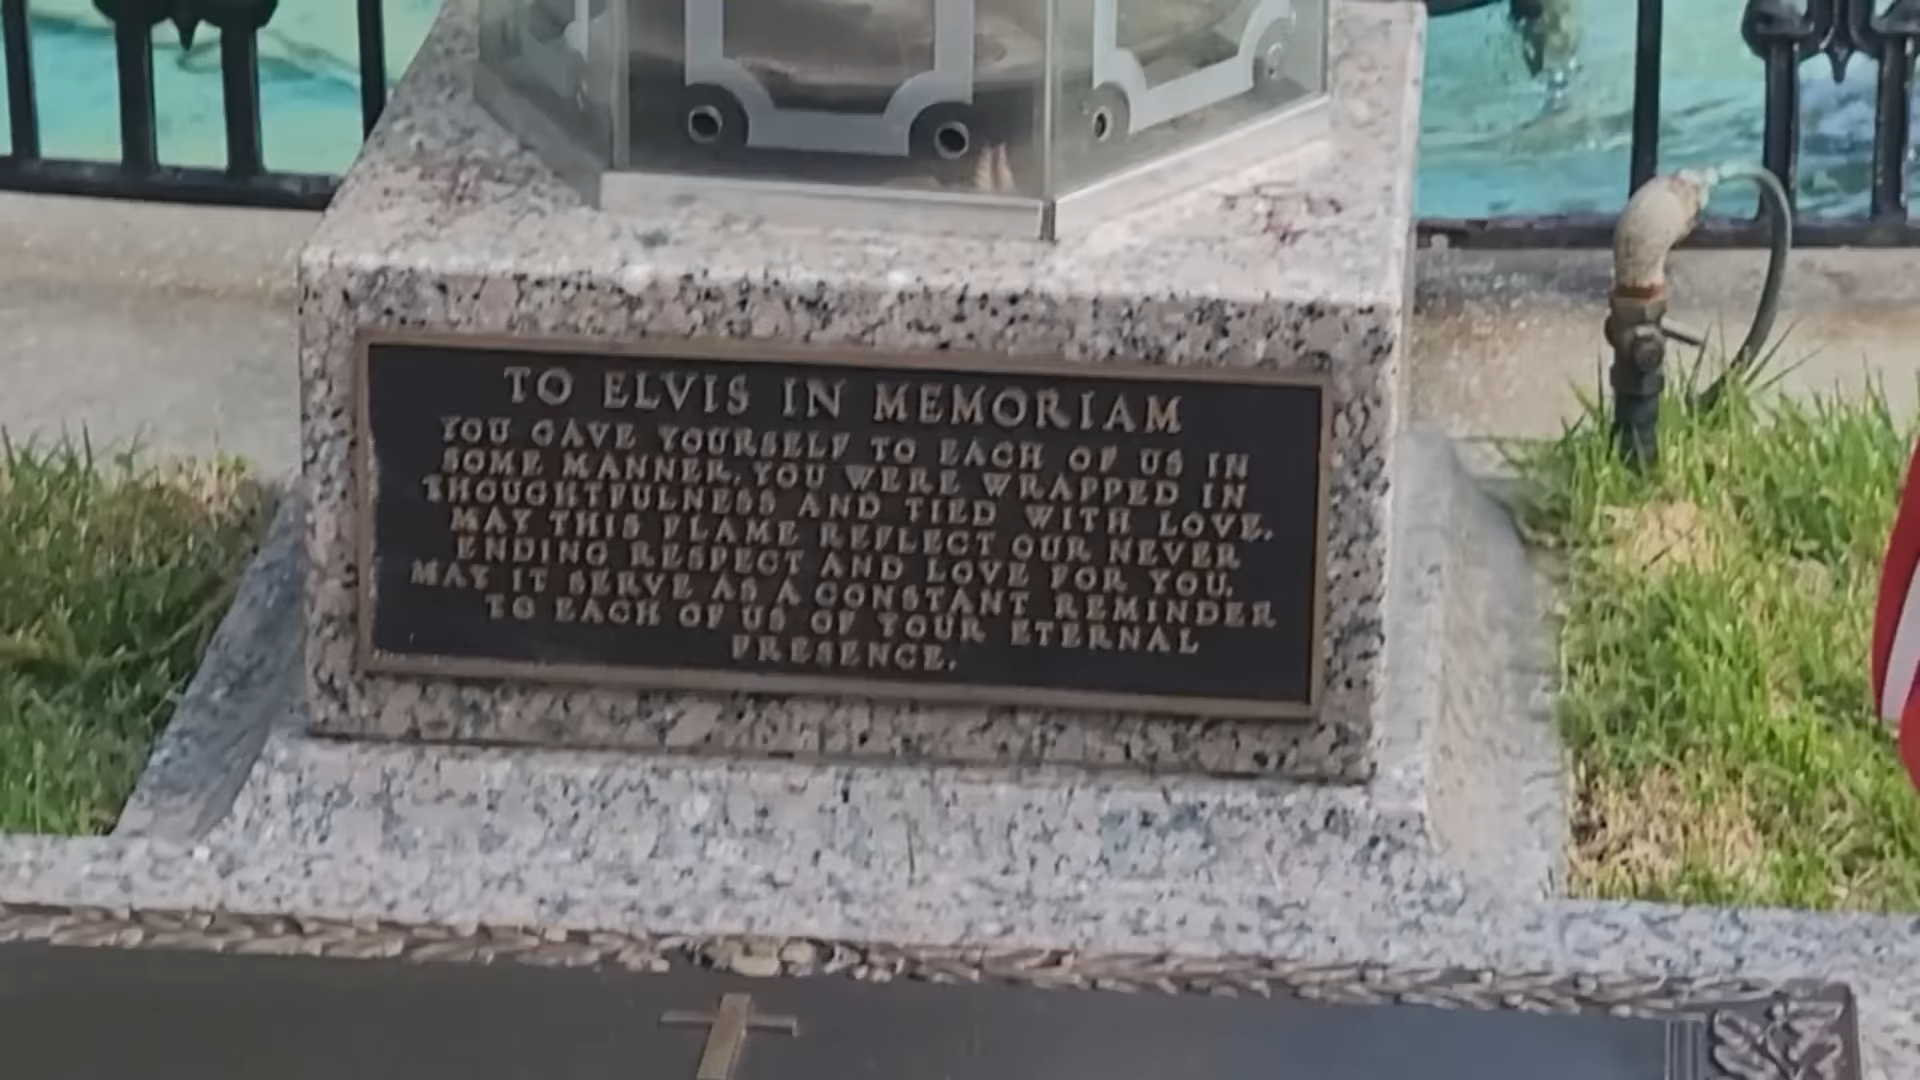 TO ELVIS IN MEMORIAM
YOU GAVE YOURSELF TO EACH OF US IN
SOME MANNER. YOU WERE WRAPPED IN
THOUGHTFULNESS AND TIED WITH LOVE.
MAY THIS FLAME REFLECT OUR NEVER
ENDING RESPECT AND LOVE FOR YOU.
MAY IT SERVE AS A CONSTANT REMINDER
TO EACH OF US OF YOUR ETERNAL
PRESENCE.